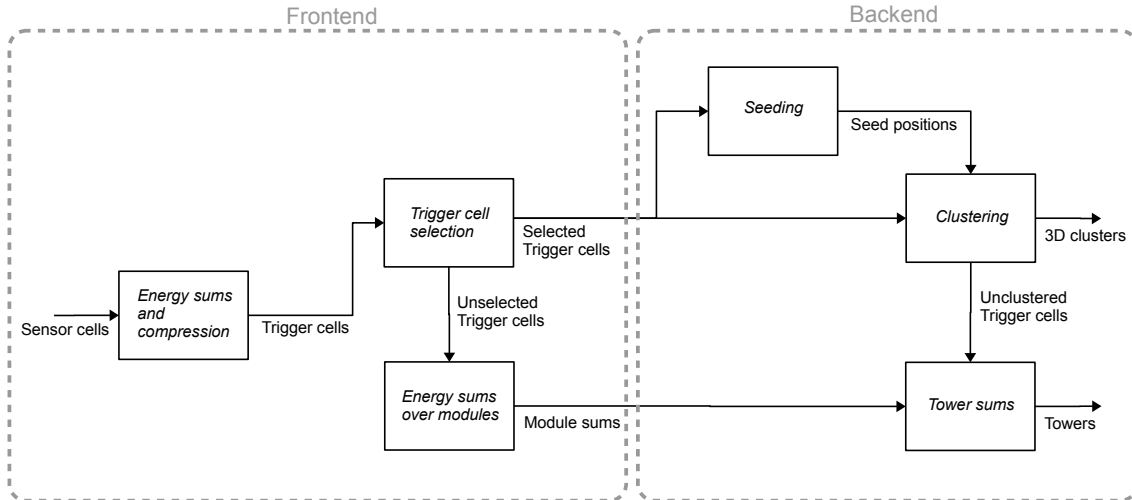 Frontend
Backend
Seeding
Seed positions
Trigger cell
selection
Selected
Trigger cells
Clustering
3D clusters
Energy sums
and
compression
Sensor cells
Trigger cells
Unselected
Trigger cells
Unclustered
Trigger cells
Energy sums
over modules
Module sums
Tower sums
Towers